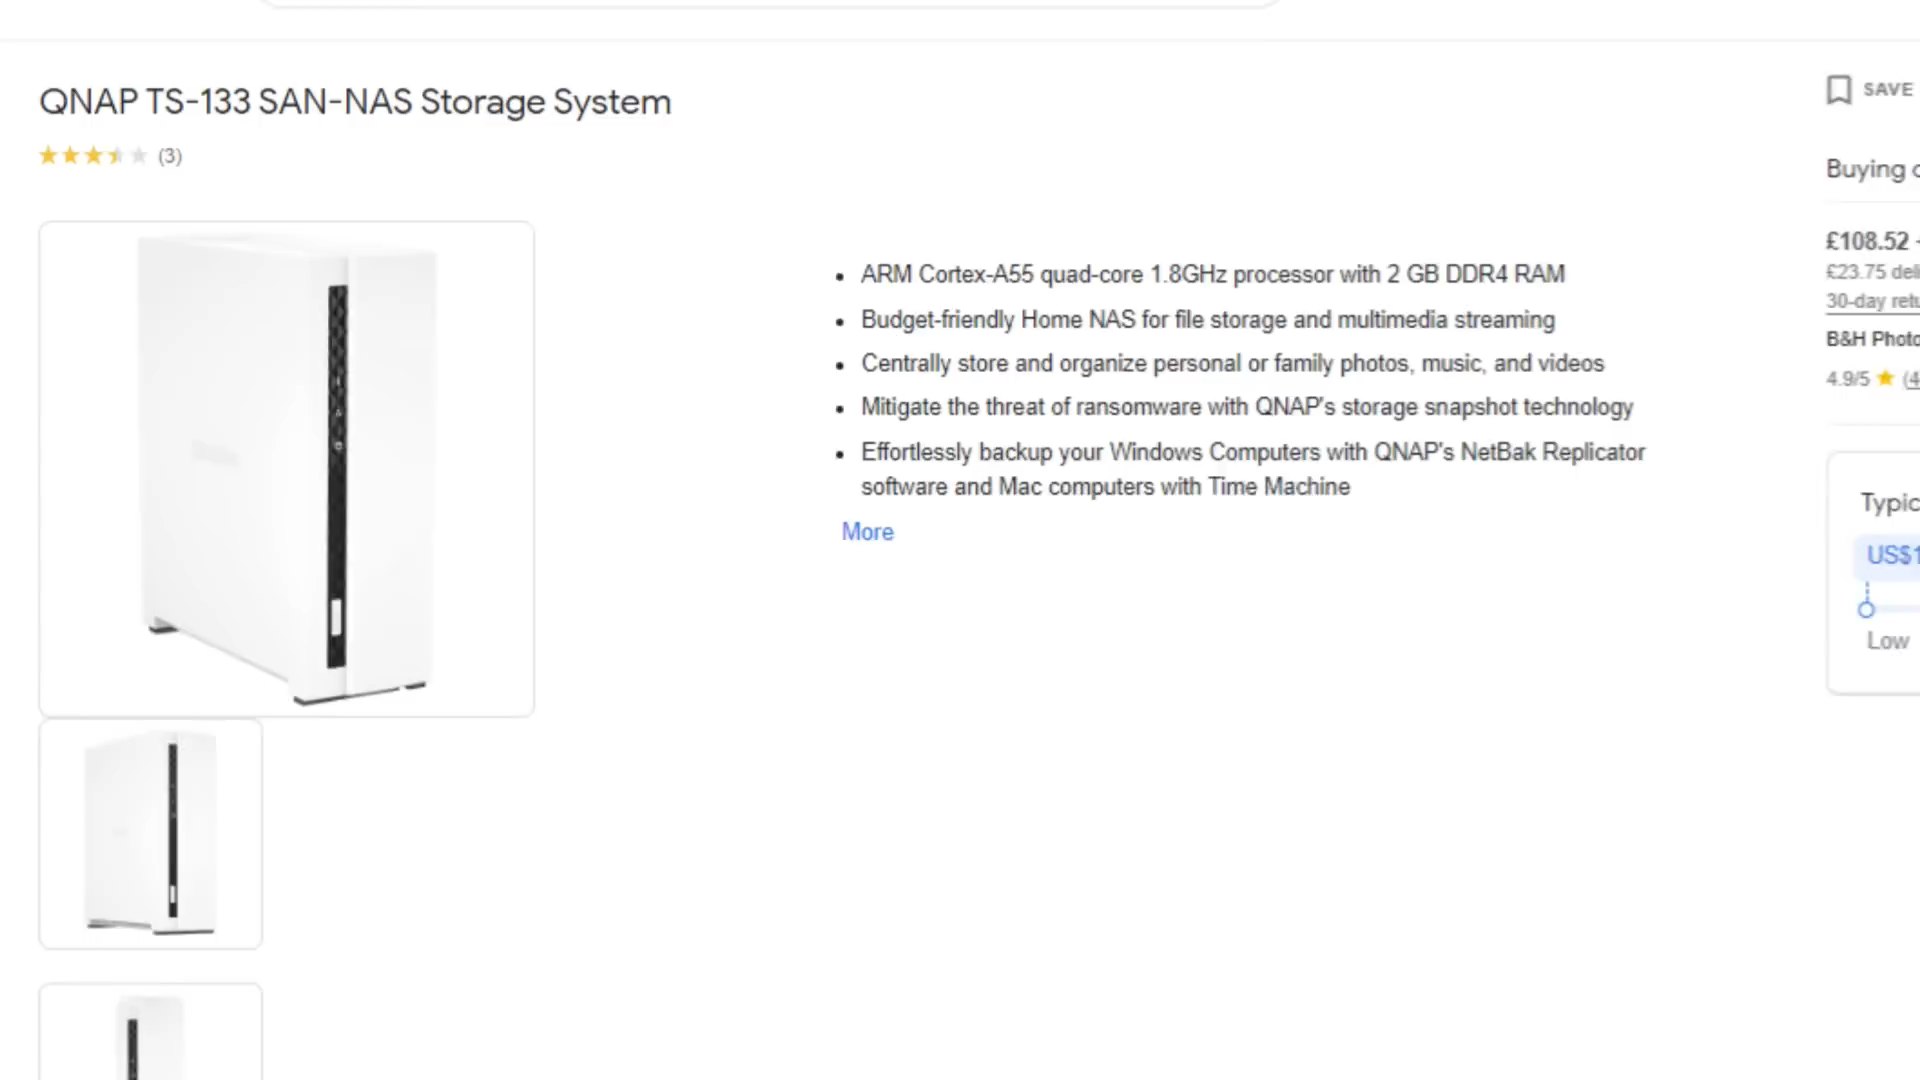 QNAP TS-133 SAN-NAS Storage System
(3)
ARM Cortex-A55 quad-core 1.8GHz processor with 2 GB DDR4 RAM
Budget-friendly Home NAS for file storage and multimedia streaming
Centrally store and organize personal or family photos, music, and videos
Mitigate the threat of ransomware with QNAP's storage snapshot technology
Effortlessly backup your Windows Computers with QNAP's NetBak Replicator
software and Mac computers with Time Machine
More
SAVE
Buying
£108.52
£23.75
30-day
B&H
4.9/5
US$1
Low